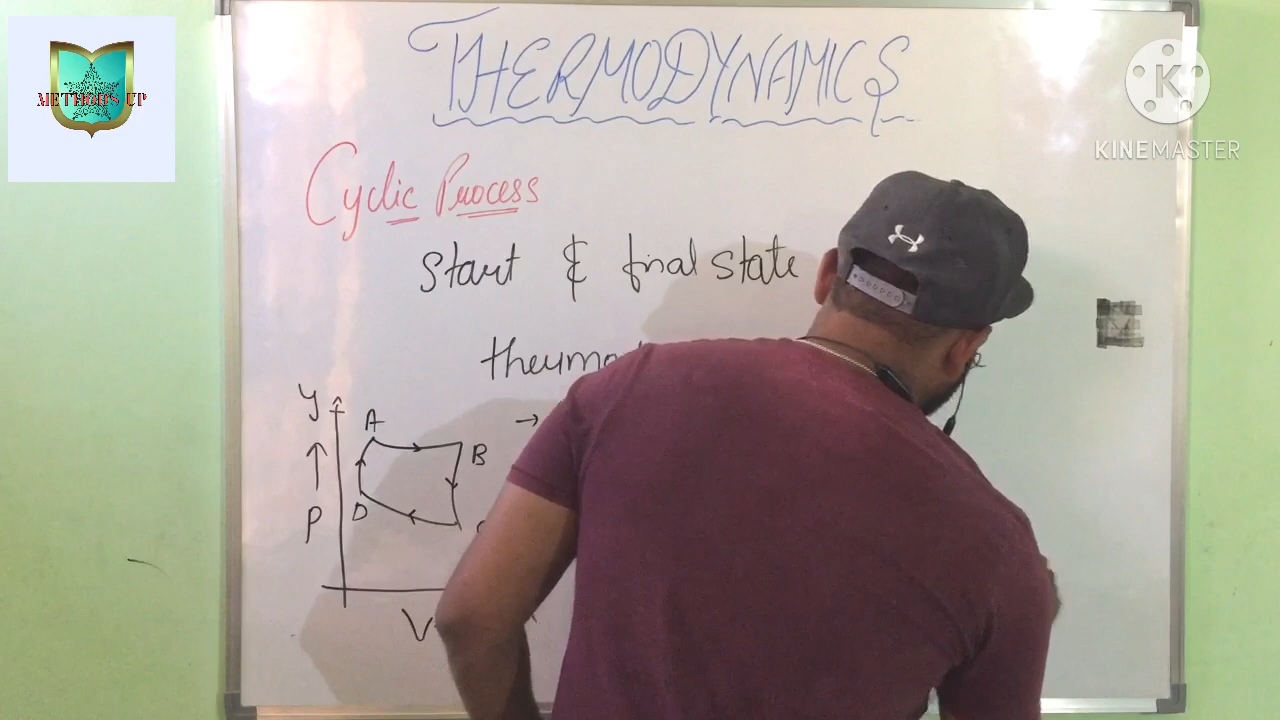 METHODS UP
K
KINEMASTER
THERMODYNAMICS
Cyclic Process
Start & final state
→
y
A
B
P
D
V